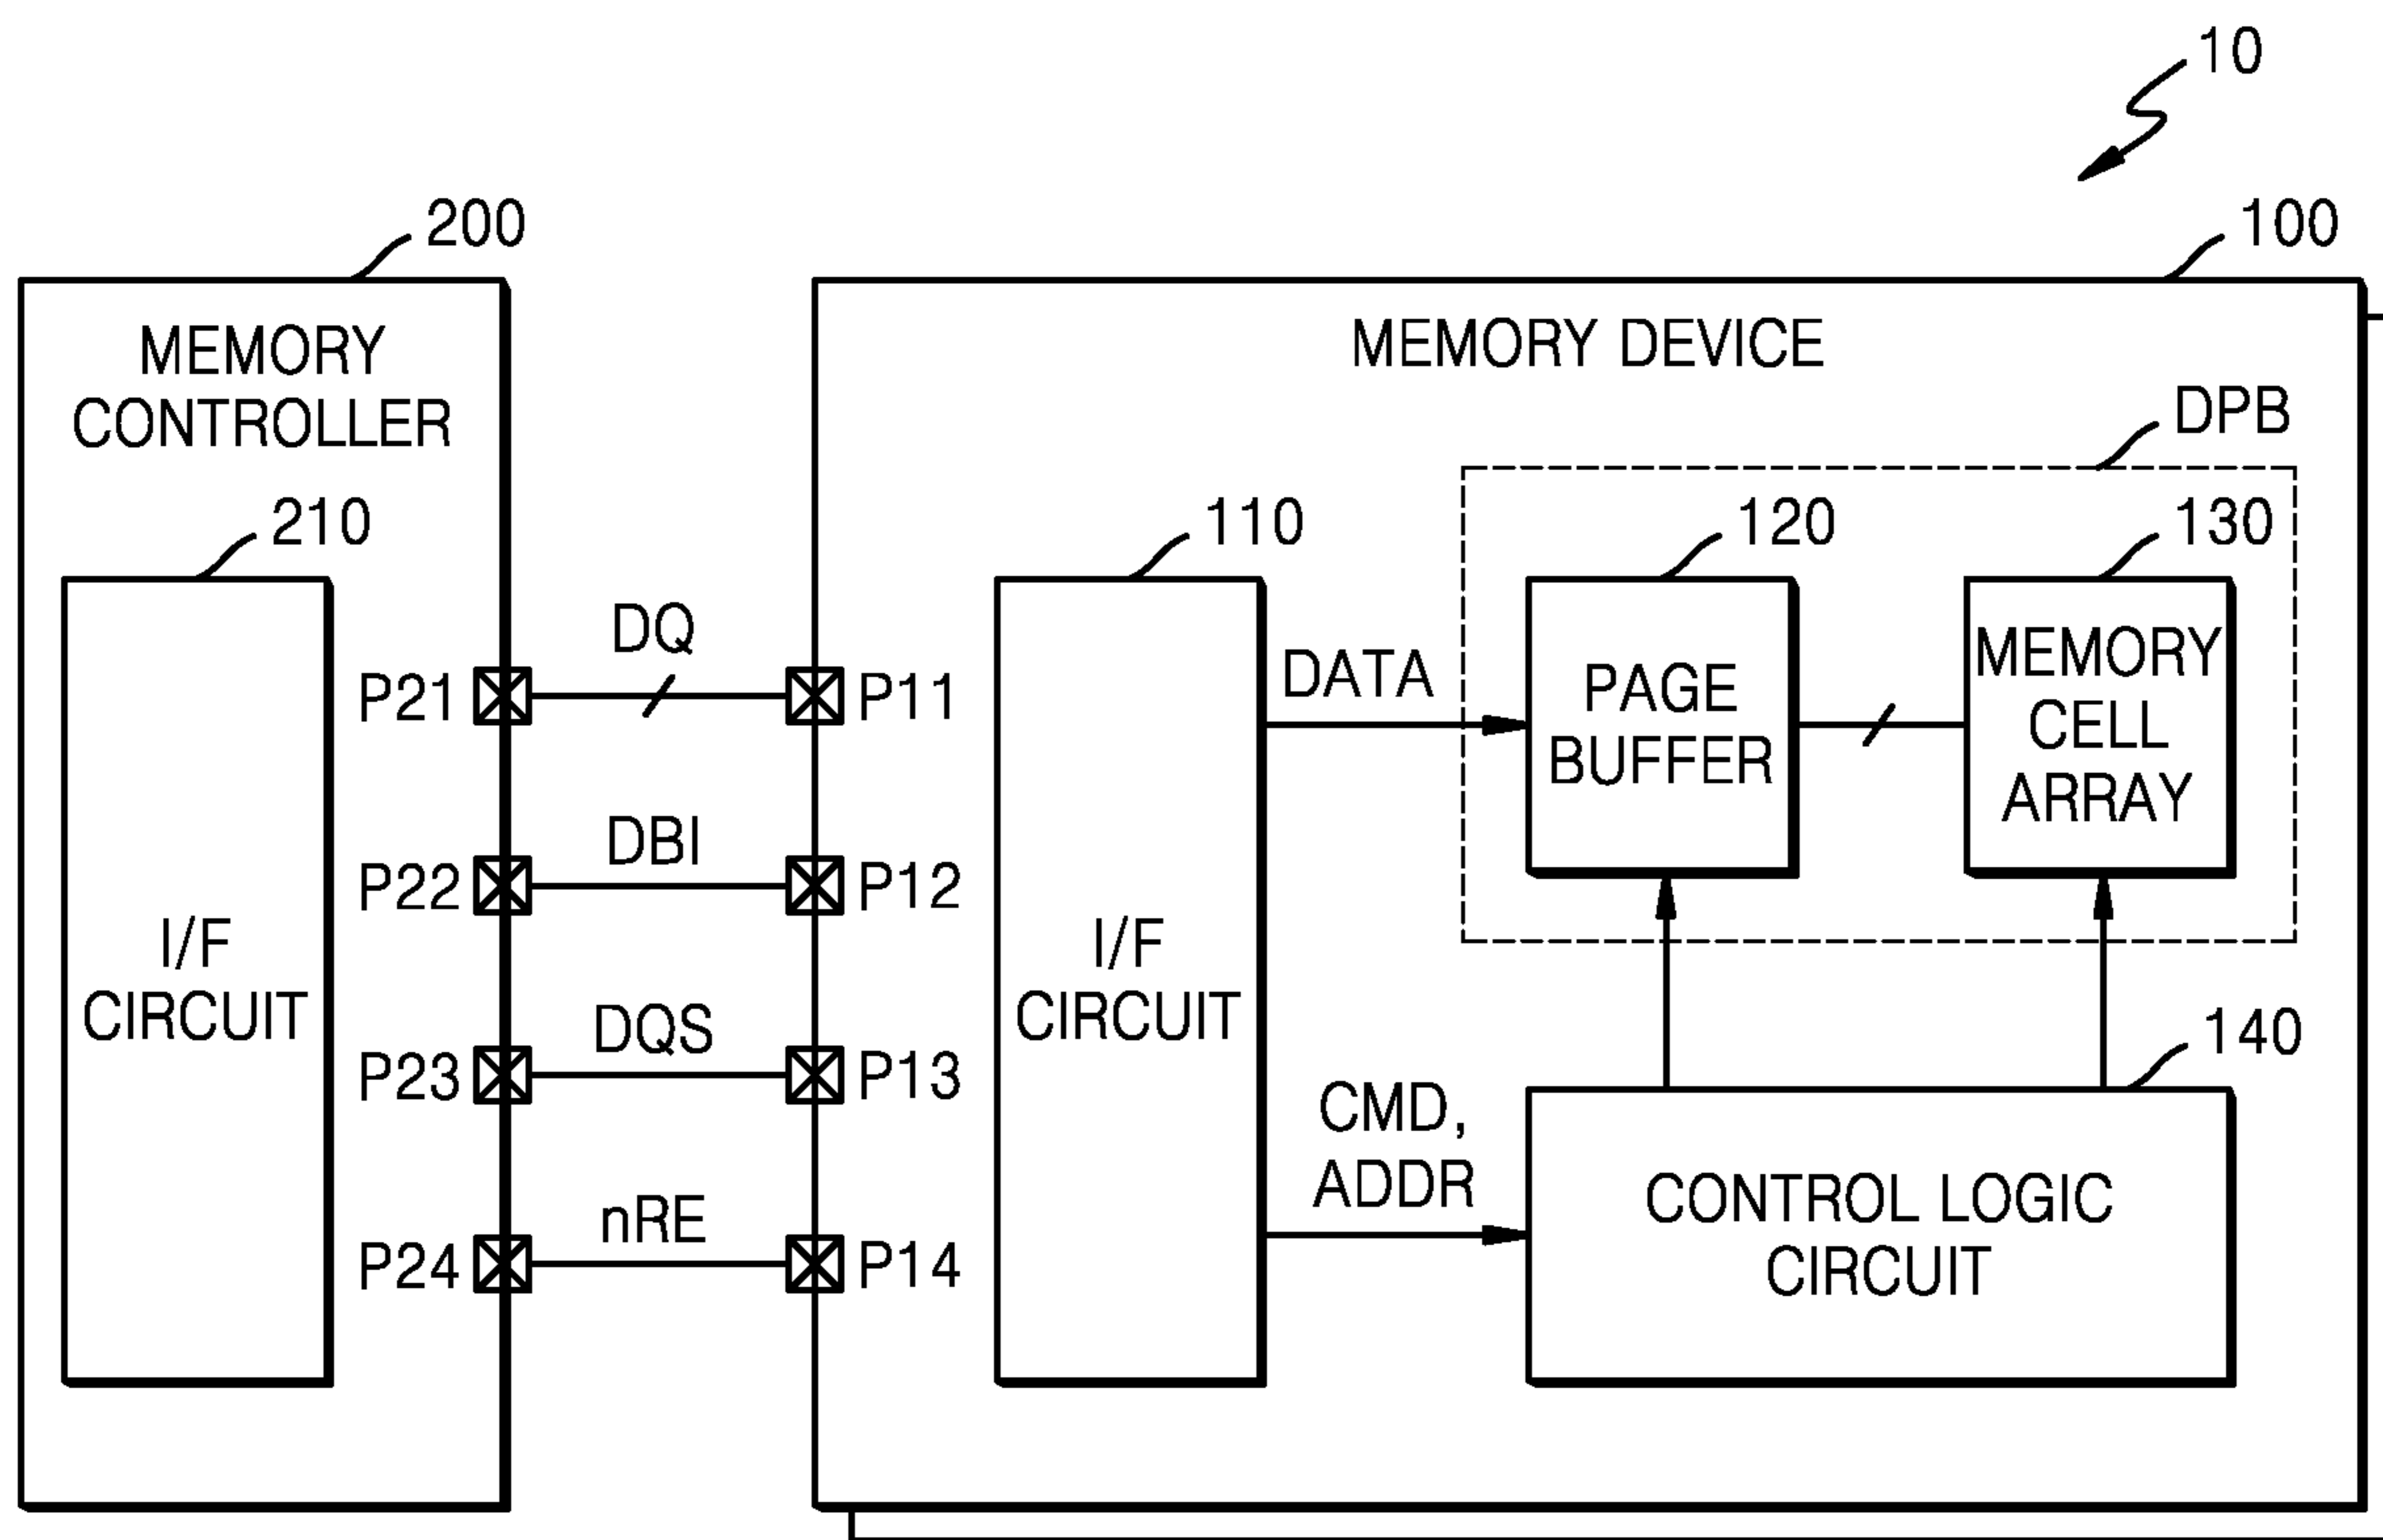 10
200
100
MEMORY
CONTROLLER
MEMORY DEVICE
DPB
210
110
120
130
DQ
P21
P11
DATA
PAGE
BUFFER
MEMORY
CELL
ARRAY
DBI
P22
P12
I/F
CIRCUIT
I/F
CIRCUIT
DQS
P23
P13
140
CMD,
ADDR
nRE
P24
P14
CONTROL LOGIC
CIRCUIT